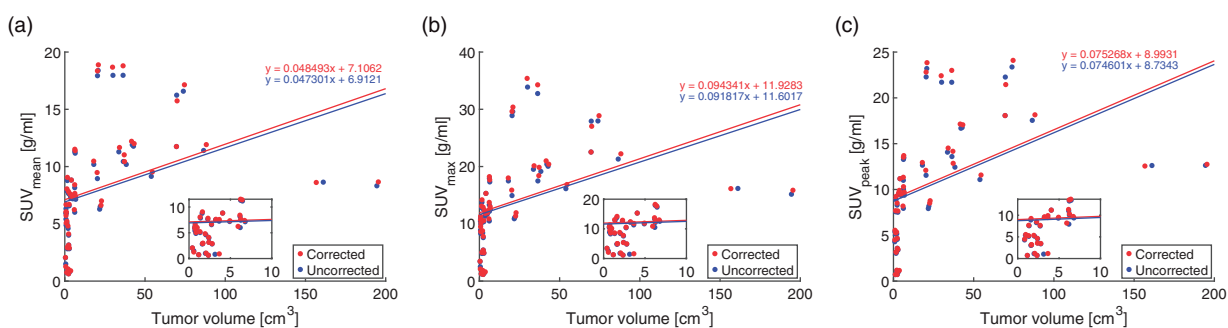 (a)
SUVmean [g/ml]
20
15
10
5
0
y = 0.048493x + 7.1062
y = 0.047301x + 6.9121
10
5
0
0 5 10
Corrected
Uncorrected
0 50 100 150 200
Tumor volume [cm3]
(b)
SUVmax [g/ml]
40
30
20
10
0
y = 0.094341x + 11.9283
y = 0.091817x + 11.6017
20
10
0
0 5 10
Corrected
Uncorrected
0 50 100 150 200
Tumor volume [cm3]
(c)
SUVpeak [g/ml]
25
20
15
10
5
0
y = 0.075268x + 8.9931
y = 0.074601x + 8.7343
10
0
0 5 10
Corrected
Uncorrected
0 50 100 150 200
Tumor volume [cm3]